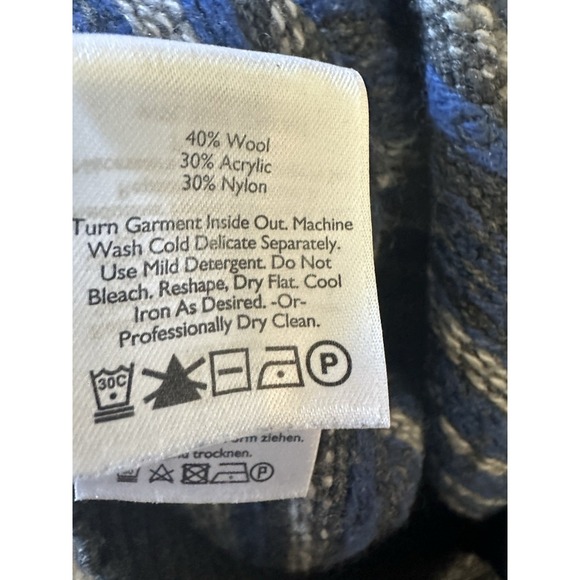 40% Wool
30% Acrylic
30% Nylon
Turn Garment Inside Out. Machine
Wash Cold Delicate Separately.
Use Mild Detergent. Do Not
Bleach. Reshape, Dry Flat. Cool
Iron As Desired. -Or-
Professionally Dry Clean.
30C P
ziehen.
trocknen.
P